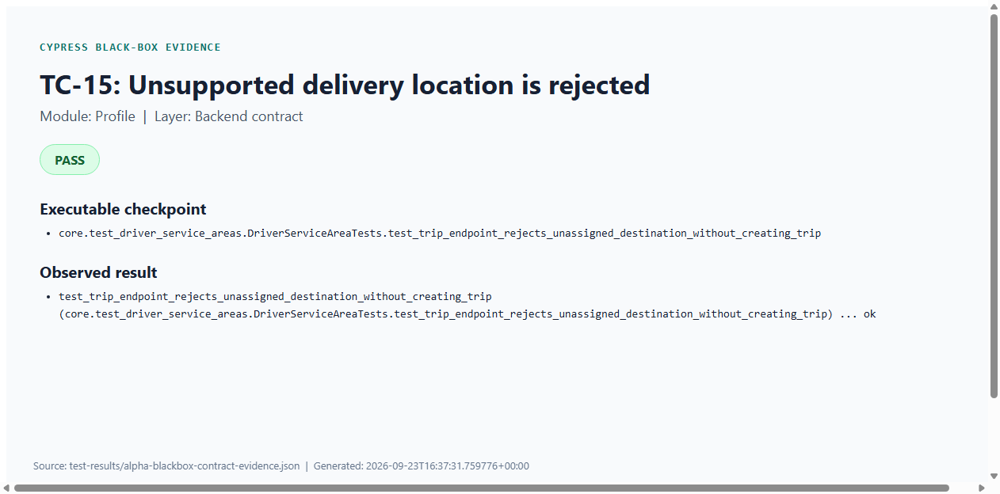 CYPRESS BLACK-BOX EVIDENCE
TC-15: Unsupported delivery location is rejected
Module: Profile | Layer: Backend contract
PASS
Executable checkpoint
• core.test_driver_service_areas.DriverServiceAreaTests.test_trip_endpoint_rejects_unassigned_destination_without_creating_trip
Observed result
• test_trip_endpoint_rejects_unassigned_destination_without_creating_trip
(core.test_driver_service_areas.DriverServiceAreaTests.test_trip_endpoint_rejects_unassigned_destination_without_creating_trip) ... ok
Source: test-results/alpha-blackbox-contract-evidence.json | Generated: 2026-09-23T16:37:31.759776+00:00